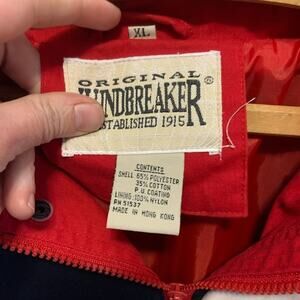 XL
ORIGINAL
WINDBREAKER®
ESTABLISHED 1915
CONTENTS
SHELL: 65% POLYESTER
35% COTTON
P.U. COATING
LINING: 100% NYLON
RN 51537
MADE IN HONG KONG